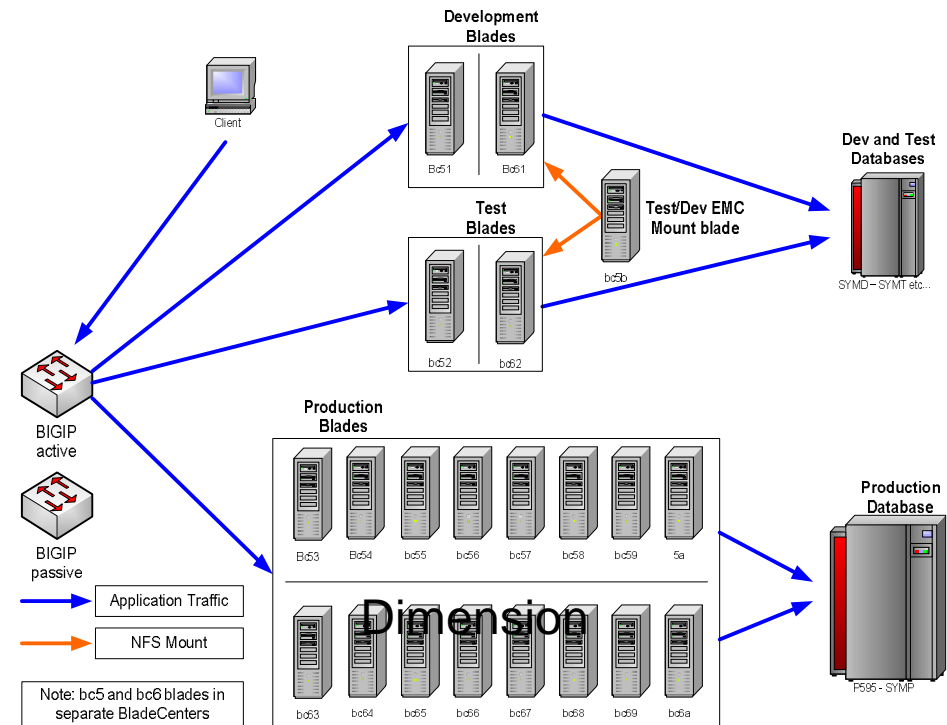 Development
Blades
Client
Bc51
Bc61
Dev and Test
Databases
Test
Blades
Test/Dev EMC
Mount blade
bc5b
SYMD – SYMT etc...
bc52
bc62
BIGIP
active
Production
Blades
Bc53
Bc54
bc55
bc56
bc57
bc58
bc59
5a
Production
Database
BIGIP
passive
Application Traffic
Dimension
NFS Mount
P595 - SYMP
Note: bc5 and bc6 blades in
separate BladeCenters
bc63
bc64
bc65
bc66
bc67
bc68
bc69
bc6a